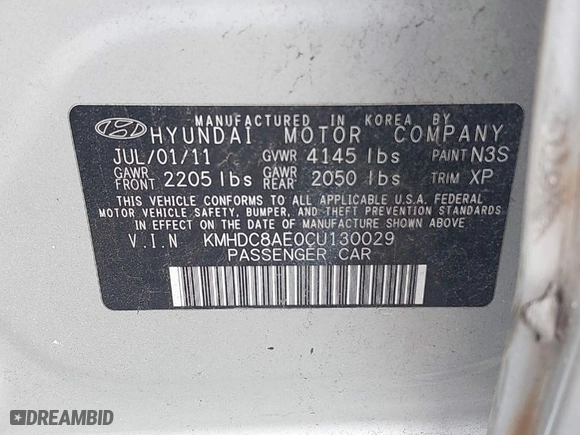 MANUFACTURED IN KOREA BY
HYUNDAI MOTOR COMPANY
JUL/01/11 GVWR 4145 lbs PAINT N3S
GAWR FRONT 2205 lbs GAWR REAR 2050 lbs TRIM XP
THIS VEHICLE CONFORMS TO ALL APPLICABLE U.S.A. FEDERAL
MOTOR VEHICLE SAFETY, BUMPER, AND THEFT PREVENTION STANDARDS
IN EFFECT ON THE DATE OF MANUFACTURE SHOWN ABOVE.
V.I.N KMHDC8AE0CU130029
PASSENGER CAR
DREAMBID